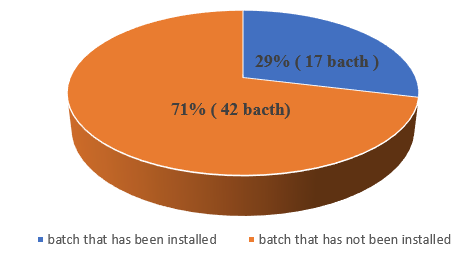 29% ( 17 bacth )
71% ( 42 bacth)
batch that has been installed
batch that has not been installed